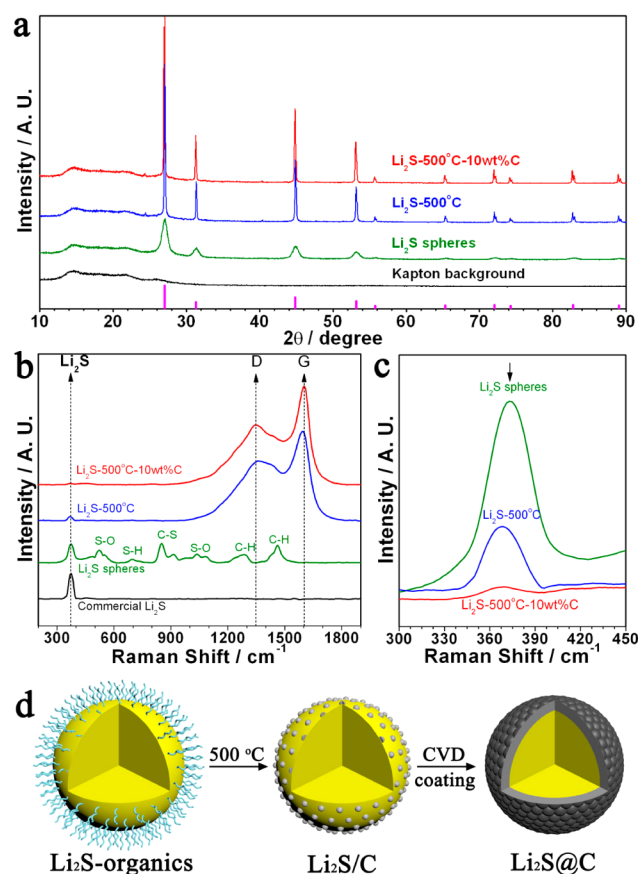 a
Intensity / A. U.
Li₂S-500°C-10wt%C
Li₂S-500°C
Li₂S spheres
Kapton background
10 20 30 40 50 60 70 80 90
2θ / degree
b
Intensity / A. U.
Li₂S D G
Li₂S-500°C-10wt%C
Li₂S-500°C
S-O S-H C-S S-O C-H C-H
Li₂S spheres
Commercial Li₂S
300 600 900 1200 1500 1800
Raman Shift / cm⁻¹
c
Intensity / A. U.
Li₂S spheres
Li₂S-500°C
Li₂S-500°C-10wt%C
300 330 360 390 420 450
Raman Shift / cm⁻¹
d
500 °C
CVD
coating
Li₂S-organics Li₂S/C Li₂S@C